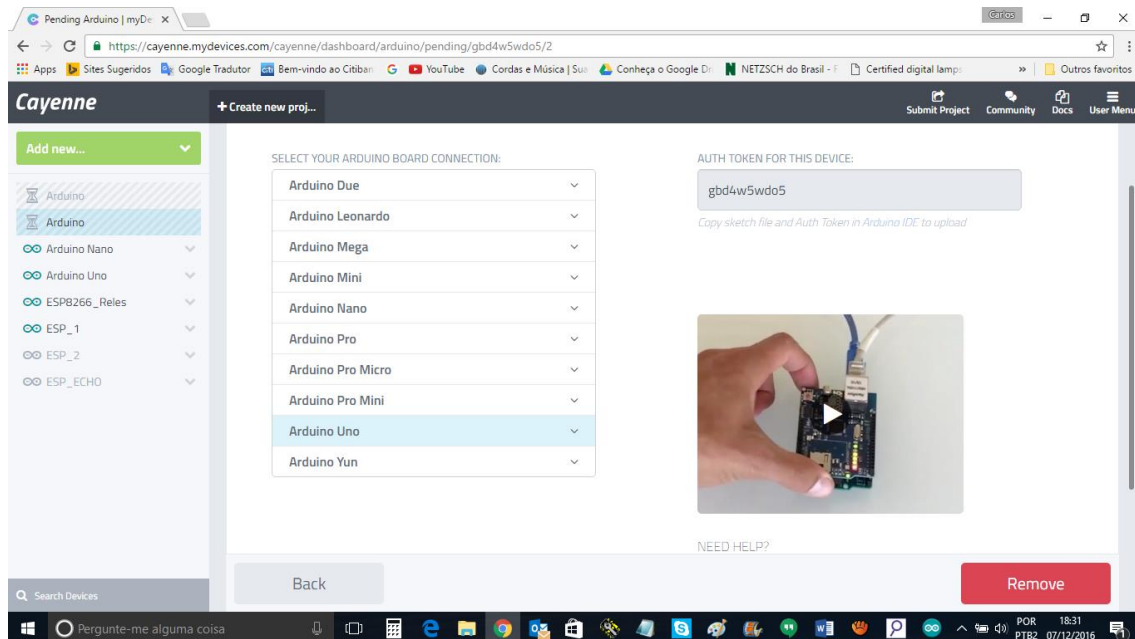 Pending Arduino | myDe
Carlos
https://cayenne.mydevices.com/cayenne/dashboard/arduino/pending/gbd4w5wdo5/2
Apps Sites Sugeridos Google Tradutor Bem-vindo ao Citiban YouTube Cordas e Música | Sua Conheça o Google Dr NETZSCH do Brasil - F Certified digital lamps » Outros favoritos
Cayenne
+ Create new proj...
Submit Project Community Docs User Menu
Add new...
Arduino
Arduino
Arduino Nano
Arduino Uno
ESP8266_Reles
ESP_1
ESP_2
ESP_ECHO
Search Devices
SELECT YOUR ARDUINO BOARD CONNECTION:
Arduino Due
Arduino Leonardo
Arduino Mega
Arduino Mini
Arduino Nano
Arduino Pro
Arduino Pro Micro
Arduino Pro Mini
Arduino Uno
Arduino Yun
AUTH TOKEN FOR THIS DEVICE:
gbd4w5wdo5
Copy sketch file and Auth Token in Arduino IDE to upload
NEED HELP?
Back
Remove
Pergunte-me alguma coisa
POR 18:31
PTB2 07/12/2016